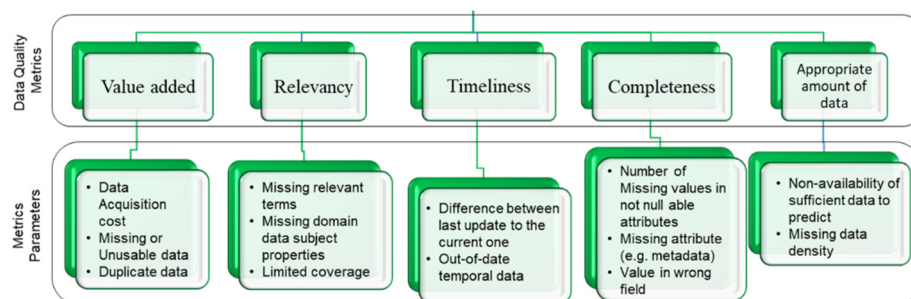 Data Quality
Metrics
Value added
Relevancy
Timeliness
Completeness
Appropriate
amount of
data
Metrics
Parameters
• Data
Acquisition
cost
• Missing or
Unusable data
• Duplicate data
• Missing relevant
terms
• Missing domain
data subject
properties
• Limited coverage
• Difference between
last update to the
current one
• Out-of-date
temporal data
• Number of
Missing values in
not null able
attributes
• Missing attribute
(e.g. metadata)
• Value in wrong
field
• Non-availability of
sufficient data to
predict
• Missing data
density